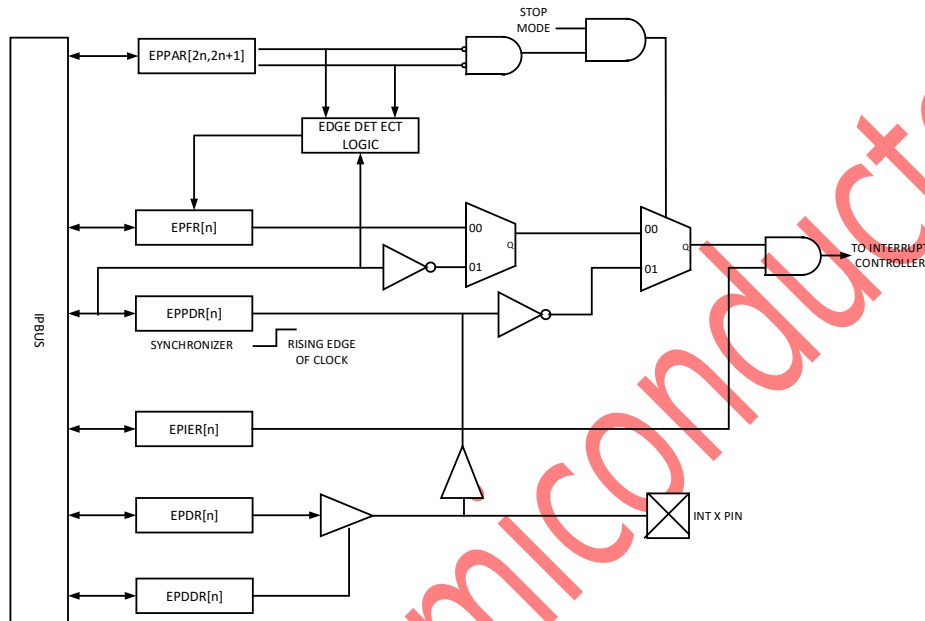 STOP
MODE
EPPAR[2n,2n+1]
EDGE DET ECT
LOGIC
EPFR[n]
00
Q
01
00
Q
01
TO INTERRUPT
CONTROLLER
IPBUS
EPPDR[n]
SYNCHRONIZER
RISING EDGE
OF CLOCK
EPIER[n]
EPDR[n]
INT X PIN
EPDDR[n]